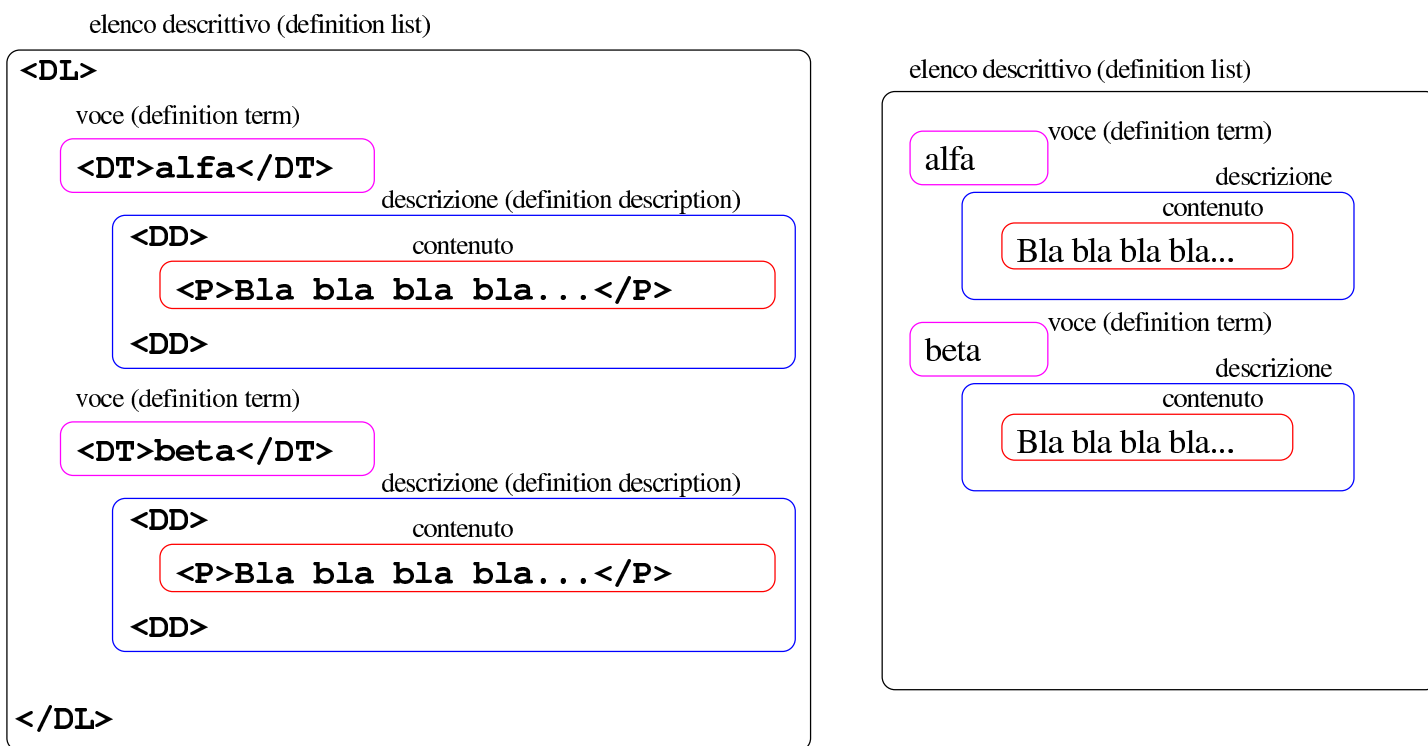 elenco descrittivo (definition list)
<DL>
voce (definition term)
<DT>alfa</DT>
descrizione (definition description)
<DD>
contenuto
<P>Bla bla bla bla...</P>
<DD>
voce (definition term)
<DT>beta</DT>
descrizione (definition description)
<DD>
contenuto
<P>Bla bla bla bla...</P>
<DD>
</DL>
elenco descrittivo (definition list)
voce (definition term)
alfa
descrizione
contenuto
Bla bla bla bla...
voce (definition term)
beta
descrizione
contenuto
Bla bla bla bla...